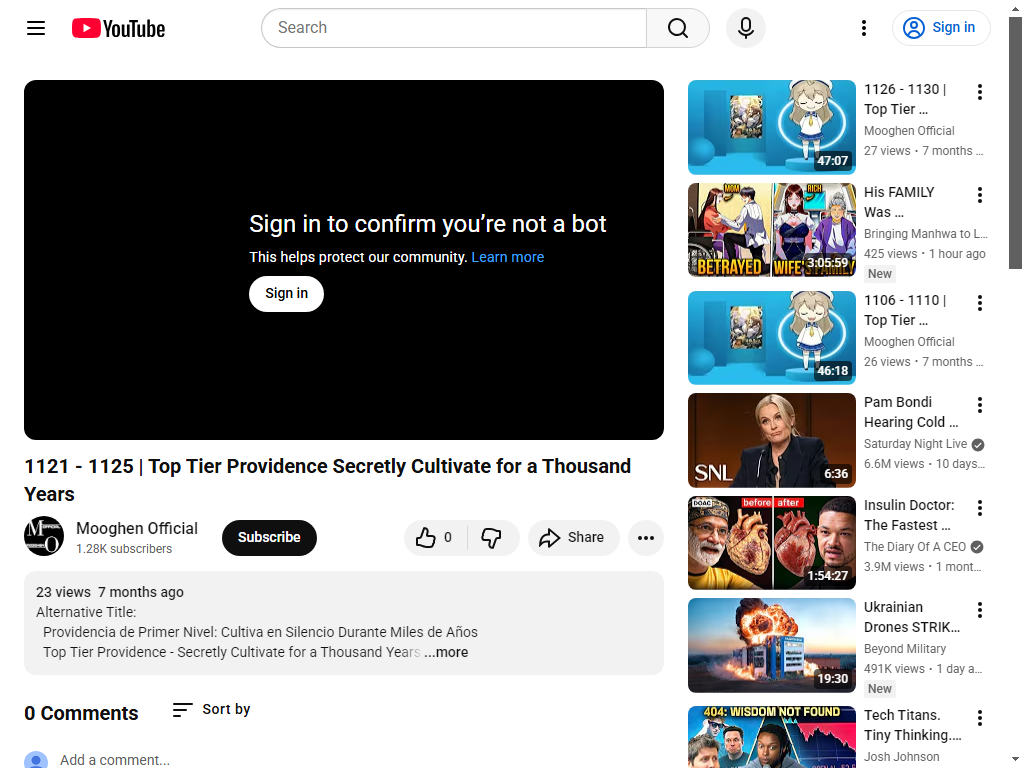 YouTube
Search
Sign in
Sign in to confirm you're not a bot
This helps protect our community. Learn more
Sign in
1121 - 1125 | Top Tier Providence Secretly Cultivate for a Thousand
Years
Mooghen Official
1.28K subscribers
Subscribe
0
Share
23 views 7 months ago
Alternative Title:
Providencia de Primer Nivel: Cultiva en Silencio Durante Miles de Años
Top Tier Providence - Secretly Cultivate for a Thousand Years ...more
0 Comments
Sort by
Add a comment...
47:07
1126 - 1130 |
Top Tier …
Mooghen Official
27 views • 7 months …
MOM
RICH
BETRAYED
WIFE'S FAMILY
3:05:59
His FAMILY
Was …
Bringing Manhwa to L…
425 views • 1 hour ago
New
46:18
1106 - 1110 |
Top Tier …
Mooghen Official
26 views • 7 months …
SNL
6:36
Pam Bondi
Hearing Cold …
Saturday Night Live
6.6M views • 10 days…
DOAC
before
after
1:54:27
Insulin Doctor:
The Fastest …
The Diary Of A CEO
3.9M views • 1 mont…
19:30
Ukrainian
Drones STRIK…
Beyond Military
491K views • 1 day a…
New
404: WISDOM NOT FOUND
Tech Titans.
Tiny Thinking.…
Josh Johnson